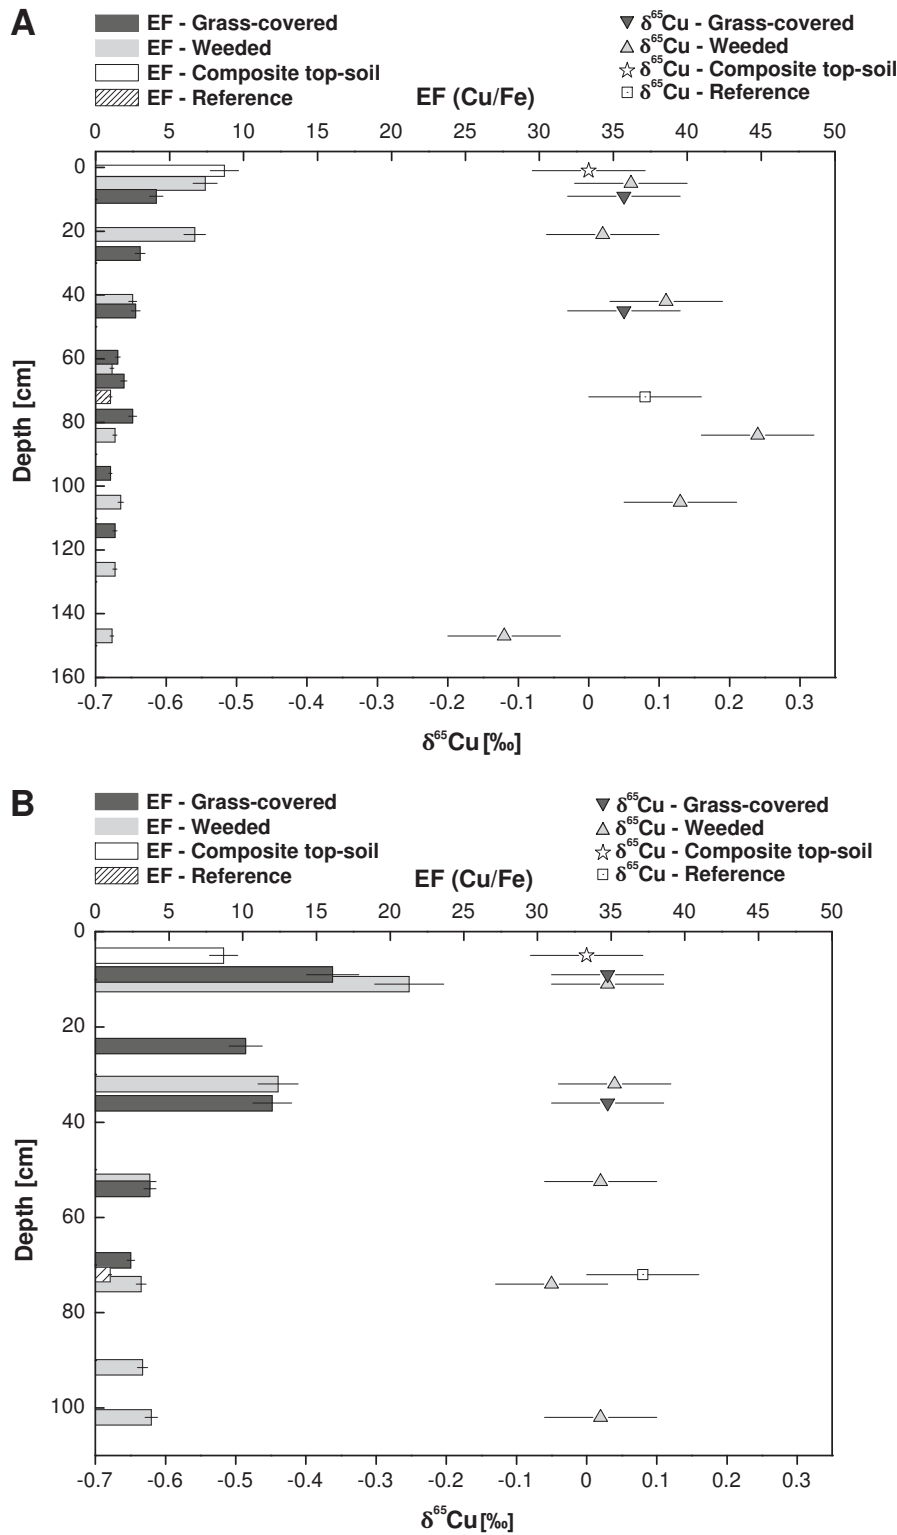 A
EF - Grass-covered
EF - Weeded
EF - Composite top-soil
EF - Reference
δ⁶⁵Cu - Grass-covered
δ⁶⁵Cu - Weeded
δ⁶⁵Cu - Composite top-soil
δ⁶⁵Cu - Reference
EF (Cu/Fe)
0 5 10 15 20 25 30 35 40 45 50
Depth [cm]
0
20
40
60
80
100
120
140
160
-0.7 -0.6 -0.5 -0.4 -0.3 -0.2 -0.1 0 0.1 0.2 0.3
δ⁶⁵Cu [‰]
B
EF - Grass-covered
EF - Weeded
EF - Composite top-soil
EF - Reference
δ⁶⁵Cu - Grass-covered
δ⁶⁵Cu - Weeded
δ⁶⁵Cu - Composite top-soil
δ⁶⁵Cu - Reference
EF (Cu/Fe)
0 5 10 15 20 25 30 35 40 45 50
Depth [cm]
0
20
40
60
80
100
-0.7 -0.6 -0.5 -0.4 -0.3 -0.2 -0.1 0 0.1 0.2 0.3
δ⁶⁵Cu [‰]